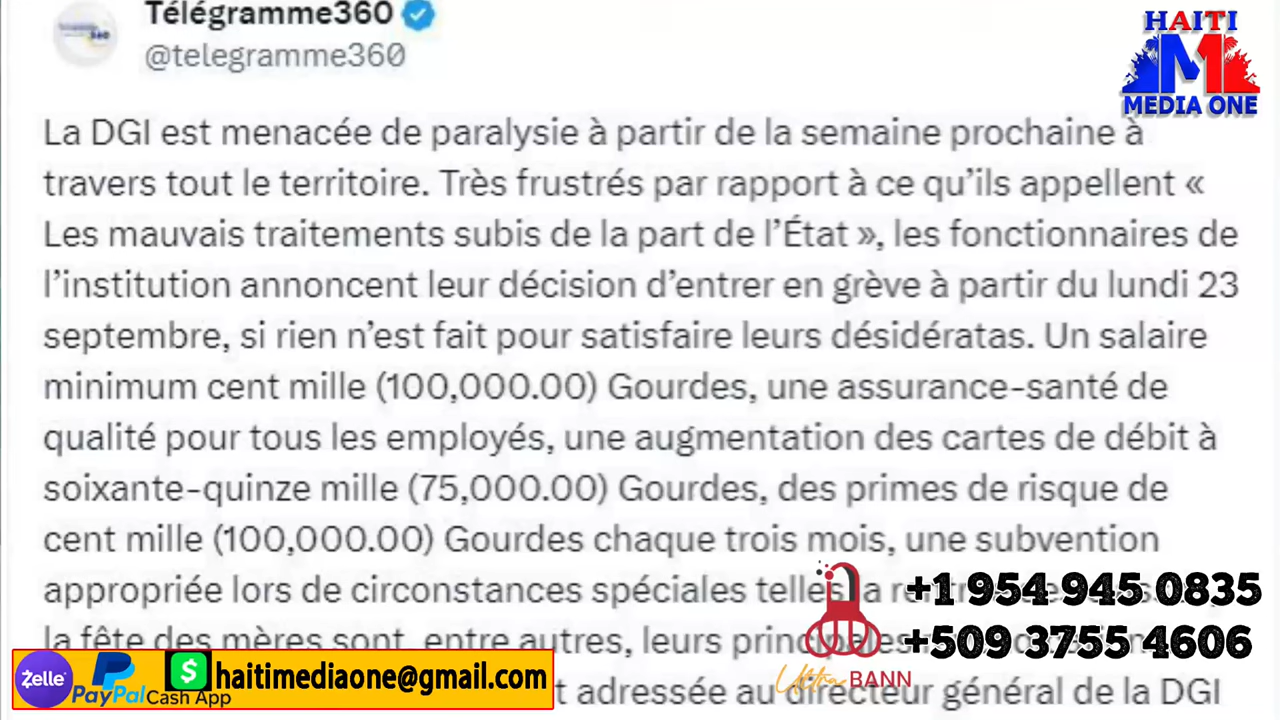 Télégramme360
@telegramme360
HAITI
M
MEDIA ONE
La DGI est menacée de paralysie à partir de la semaine prochaine à
travers tout le territoire. Très frustrés par rapport à ce qu’ils appellent «
Les mauvais traitements subis de la part de l’État », les fonctionnaires de
l’institution annoncent leur décision d’entrer en grève à partir du lundi 23
septembre, si rien n’est fait pour satisfaire leurs désidératas. Un salaire
minimum cent mille (100,000.00) Gourdes, une assurance-santé de
qualité pour tous les employés, une augmentation des cartes de débit à
soixante-quinze mille (75,000.00) Gourdes, des primes de risque de
cent mille (100,000.00) Gourdes chaque trois mois, une subvention
appropriée lors de circonstances spéciales telles
la fête des mères sont, entre autres, leurs principales
t adressée au directeur général de la DGI
+1 954 945 0835
+509 3755 4606
Ultra BANN
Zelle
PayPal
$
Cash App
haitimediaone@gmail.com